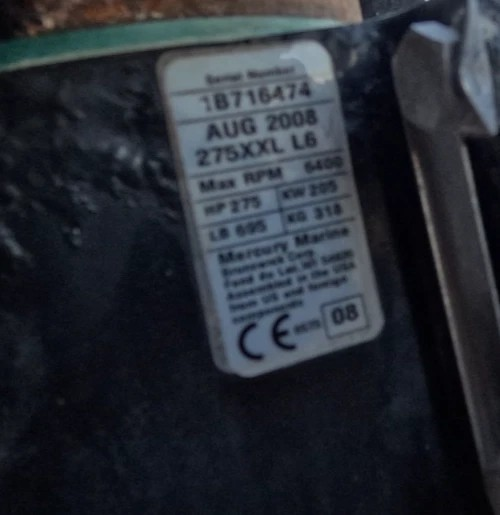 Serial Number
1B716474
AUG 2008
275XXL L6
Max RPM 6400
HP 275 KW 205
LB 695 KG 318
Mercury Marine
Brunswick Corp.
Fond du Lac, WI 54935
Assembled in the USA
from US and foreign
components
CE 0575 08